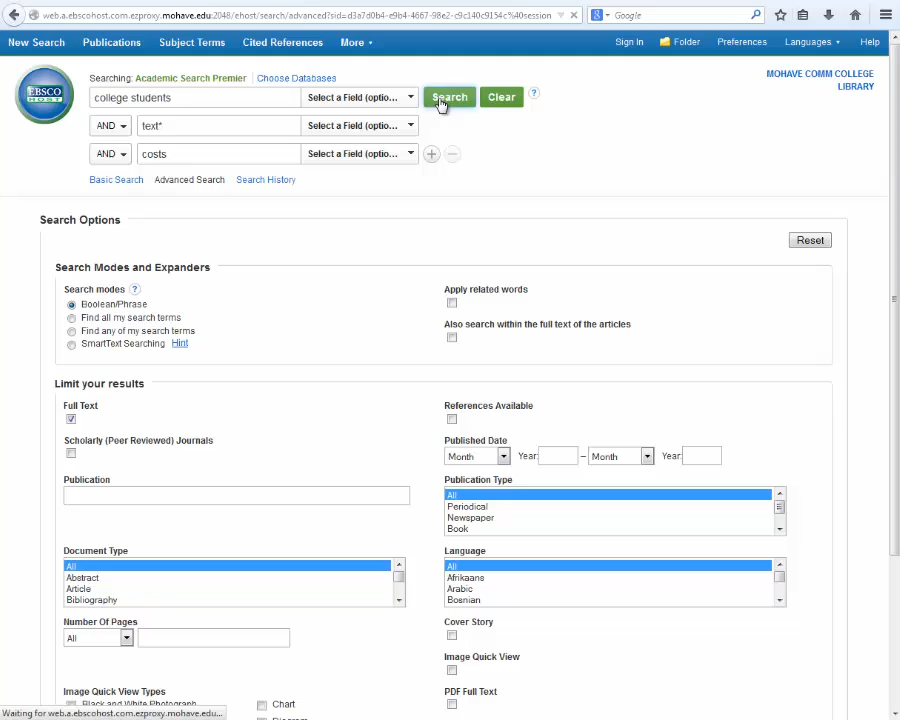 web.a.ebscohost.com.ezproxy.mohave.edu:2048/ehost/search/advanced?sid=d3a7d0b4-e9b4-4667-98e2-c9c140c9154c%40session
Google
New Search Publications Subject Terms Cited References More Sign In Folder Preferences Languages Help
Searching: Academic Search Premier Choose Databases
MOHAVE COMM COLLEGE
LIBRARY
EBSCO
HOST
college students Select a Field (optio... Search Clear ?
AND text* Select a Field (optio...
AND costs Select a Field (optio...
Basic Search Advanced Search Search History
Search Options
Reset
Search Modes and Expanders
Search modes ?
Boolean/Phrase
Find all my search terms
Find any of my search terms
SmartText Searching Hint
Apply related words
Also search within the full text of the articles
Limit your results
Full Text
References Available
Scholarly (Peer Reviewed) Journals
Published Date
Month Year: – Month Year:
Publication
Publication Type
All
Periodical
Newspaper
Book
Document Type
All
Abstract
Article
Bibliography
Language
All
Afrikaans
Arabic
Bosnian
Number Of Pages
All
Cover Story
Image Quick View
Image Quick View Types
Black and White Photograph
Chart
Diagram
PDF Full Text
Waiting for web.a.ebscohost.com.ezproxy.mohave.edu...